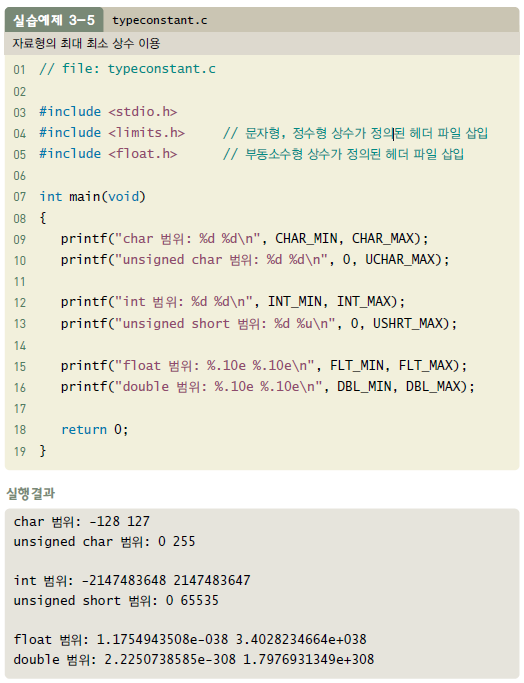 실습예제 3-5 typeconstant.c
자료형의 최대 최소 상수 이용
01 // file: typeconstant.c
02
03 #include <stdio.h>
04 #include <limits.h> // 문자형, 정수형 상수가 정의된 헤더 파일 삽입
05 #include <float.h> // 부동소수형 상수가 정의된 헤더 파일 삽입
06
07 int main(void)
08 {
09 printf("char 범위: %d %d\n", CHAR_MIN, CHAR_MAX);
10 printf("unsigned char 범위: %d %d\n", 0, UCHAR_MAX);
11
12 printf("int 범위: %d %d\n", INT_MIN, INT_MAX);
13 printf("unsigned short 범위: %d %u\n", 0, USHRT_MAX);
14
15 printf("float 범위: %.10e %.10e\n", FLT_MIN, FLT_MAX);
16 printf("double 범위: %.10e %.10e\n", DBL_MIN, DBL_MAX);
17
18 return 0;
19 }
실행결과
char 범위: -128 127
unsigned char 범위: 0 255
int 범위: -2147483648 2147483647
unsigned short 범위: 0 65535
float 범위: 1.1754943508e-038 3.4028234664e+038
double 범위: 2.2250738585e-308 1.7976931349e+308